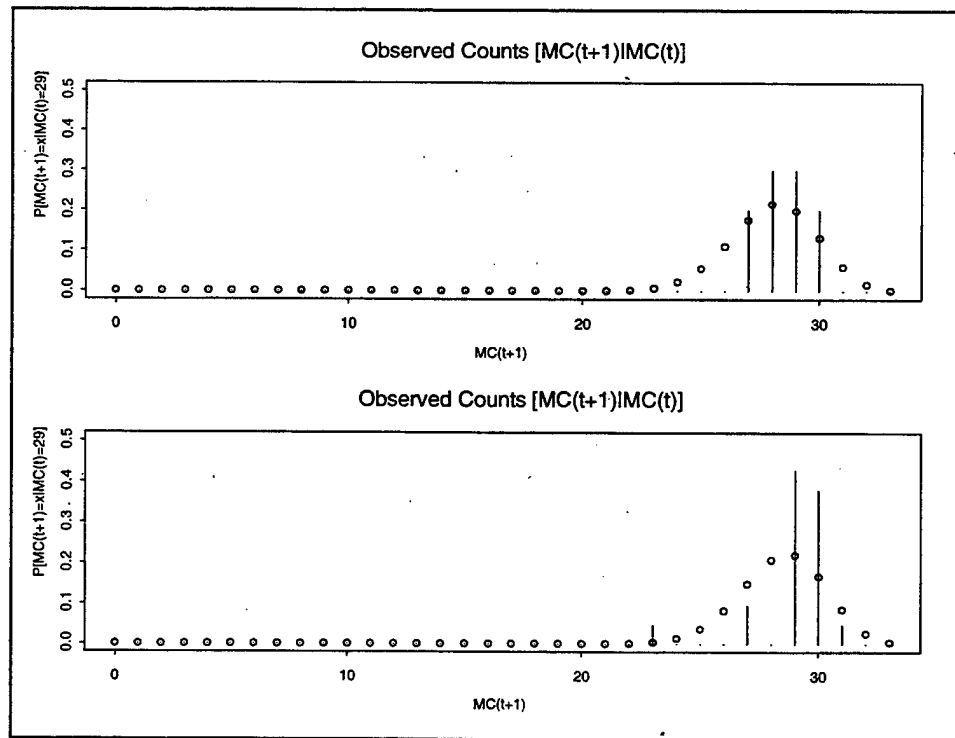 Observed Counts [MC(t+1)|MC(t)]
P[MC(t+1)=x|MC(t)=29]
0.5
0.4
0.3
0.2
0.1
0.0
0 10 20 30
MC(t+1)
Observed Counts [MC(t+1)|MC(t)]
P[MC(t+1)=x|MC(t)=29]
0.5
0.4
0.3
0.2
0.1
0.0
0 10 20 30
MC(t+1)